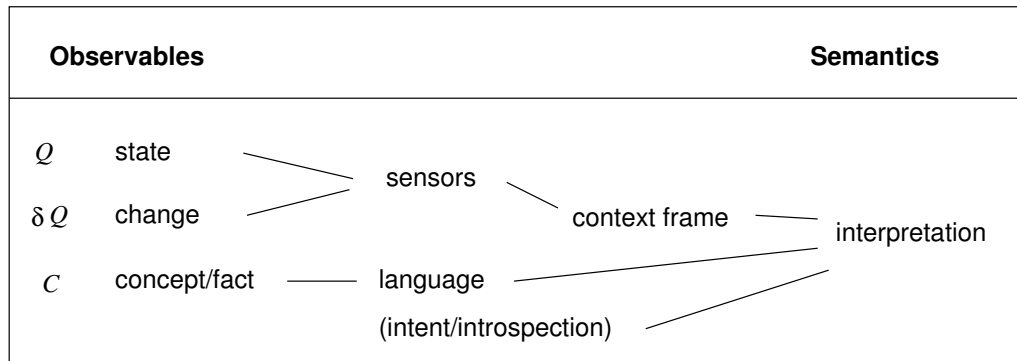 Observables Semantics
Q state
sensors
δQ change
context frame
interpretation
C concept/fact language
(intent/introspection)